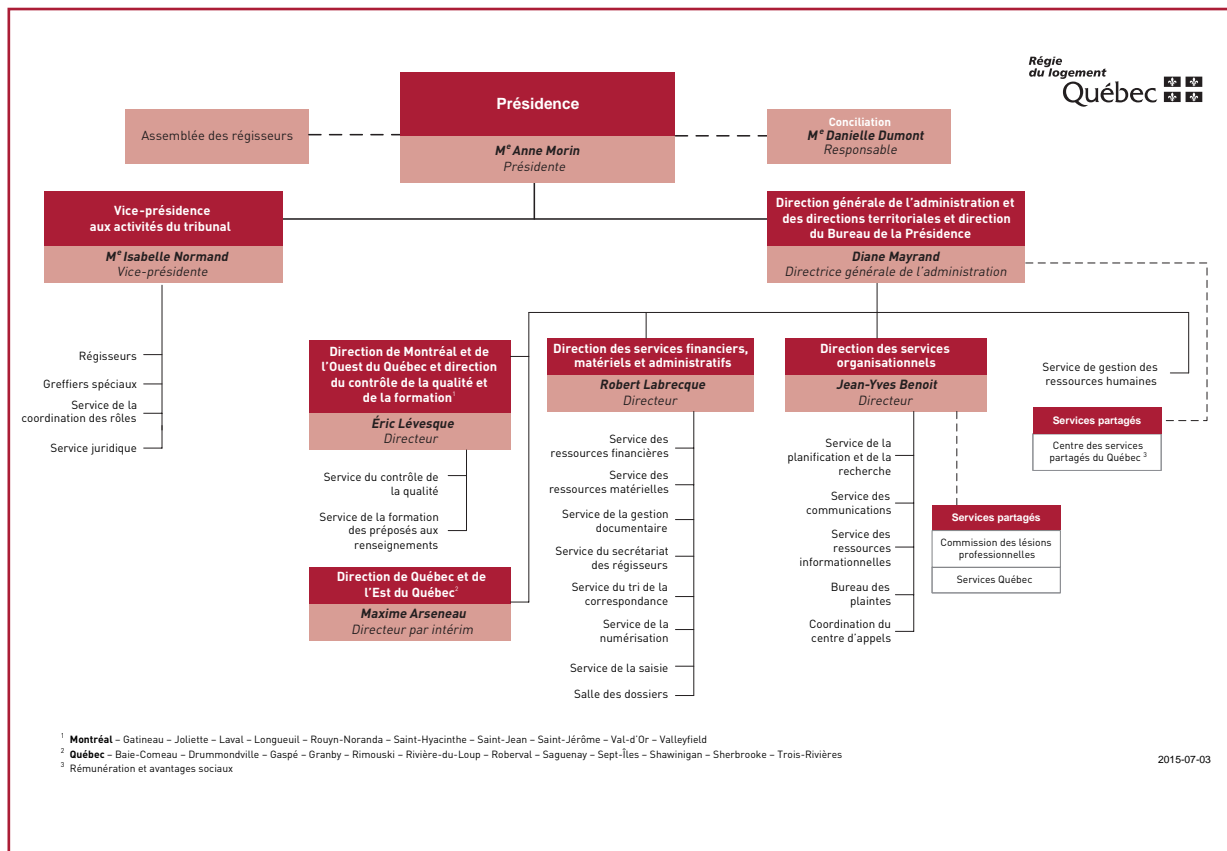 Régie
du logement
Québec
Présidence
Mᵉ Anne Morin
Présidente
Assemblée des régisseurs
Conciliation
Mᵉ Danielle Dumont
Responsable
Vice-présidence
aux activités du tribunal
Mᵉ Isabelle Normand
Vice-présidente
Régisseurs
Greffiers spéciaux
Service de la
coordination des rôles
Service juridique
Direction générale de l'administration et
des directions territoriales et direction
du Bureau de la Présidence
Diane Mayrand
Directrice générale de l'administration
Direction de Montréal et de
l'Ouest du Québec et direction
du contrôle de la qualité et
de la formation¹
Éric Lévesque
Directeur
Service du contrôle de
la qualité
Service de la formation
des préposés aux
renseignements
Direction de Québec et de
l'Est du Québec²
Maxime Arseneau
Directeur par intérim
Direction des services financiers,
matériels et administratifs
Robert Labrecque
Directeur
Service des
ressources financières
Service des
ressources matérielles
Service de la gestion
documentaire
Service du secrétariat
des régisseurs
Service du tri de la
correspondance
Service de la
numérisation
Service de la saisie
Salle des dossiers
Direction des services
organisationnels
Jean-Yves Benoit
Directeur
Service de la
planification et de la
recherche
Service des
communications
Service des
ressources
informationnelles
Bureau des
plaintes
Coordination du
centre d'appels
Services partagés
Commission des lésions
professionnelles
Services Québec
Service de gestion des
ressources humaines
Services partagés
Centre des services
partagés du Québec ³
¹ Montréal – Gatineau – Joliette – Laval – Longueuil – Rouyn-Noranda – Saint-Hyacinthe – Saint-Jean – Saint-Jérôme – Val-d'Or – Valleyfield
² Québec – Baie-Comeau – Drummondville – Gaspé – Granby – Rimouski – Rivière-du-Loup – Roberval – Saguenay – Sept-Îles – Shawinigan – Sherbrooke – Trois-Rivières
³ Rémunération et avantages sociaux
2015-07-03